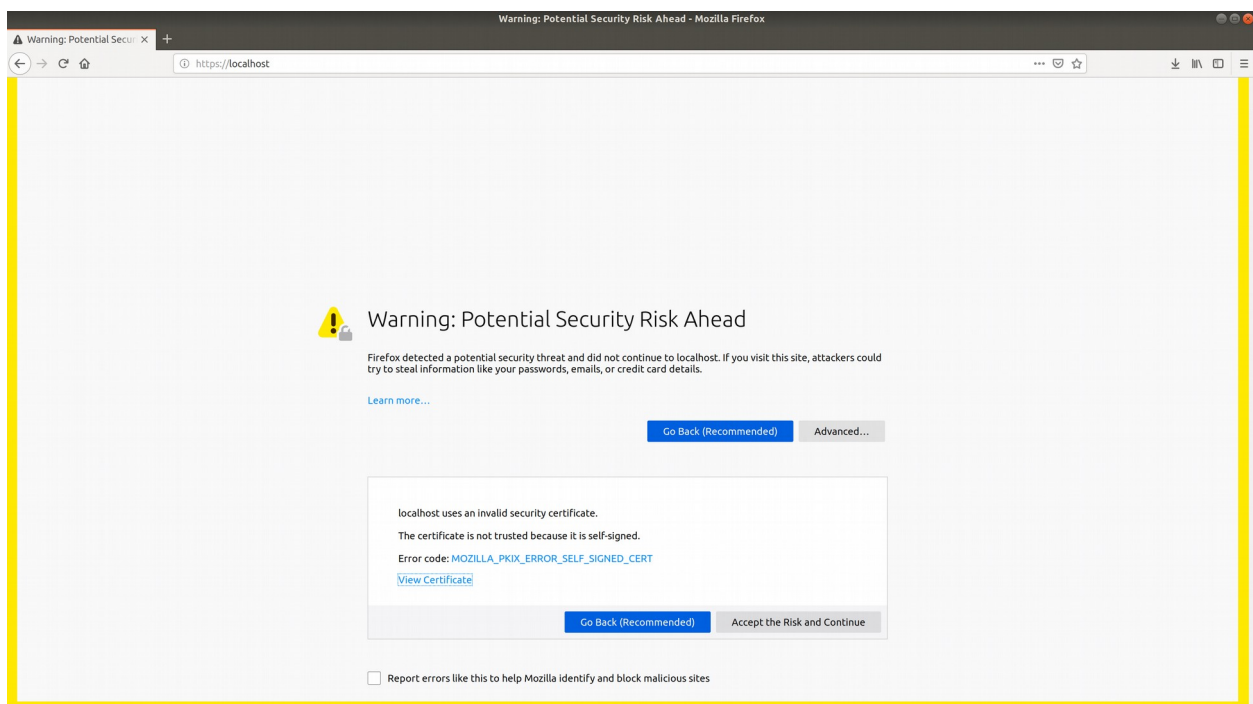 Warning: Potential Security Risk Ahead - Mozilla Firefox
Warning: Potential Secur
https://localhost
Warning: Potential Security Risk Ahead
Firefox detected a potential security threat and did not continue to localhost. If you visit this site, attackers could
try to steal information like your passwords, emails, or credit card details.
Learn more…
Go Back (Recommended) Advanced…
localhost uses an invalid security certificate.
The certificate is not trusted because it is self-signed.
Error code: MOZILLA_PKIX_ERROR_SELF_SIGNED_CERT
View Certificate
Go Back (Recommended) Accept the Risk and Continue
Report errors like this to help Mozilla identify and block malicious sites